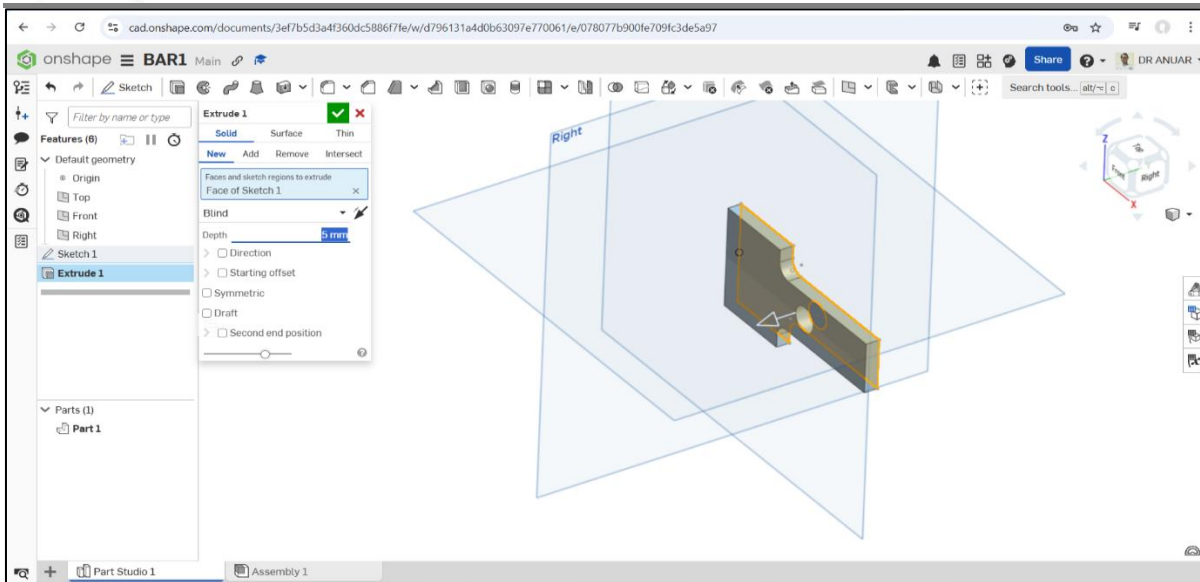 cad.onshape.com/documents/3ef7b5d3a4f360dc5886f7fe/w/d796131a4d0b63097e770061/e/078077b900fe709fc3de5a97
onshape BAR1 Main Share DR ANUAR
Sketch Search tools... alt/⌥ c
Filter by name or type
Features (6)
Default geometry
Origin
Top
Front
Right
Sketch 1
Extrude 1
Parts (1)
Part 1
Extrude 1
Solid Surface Thin
New Add Remove Intersect
Faces and sketch regions to extrude
Face of Sketch 1
Blind
Depth 5 mm
Direction
Starting offset
Symmetric
Draft
Second end position
Right
Z
Top
Front Right
X
Part Studio 1 Assembly 1